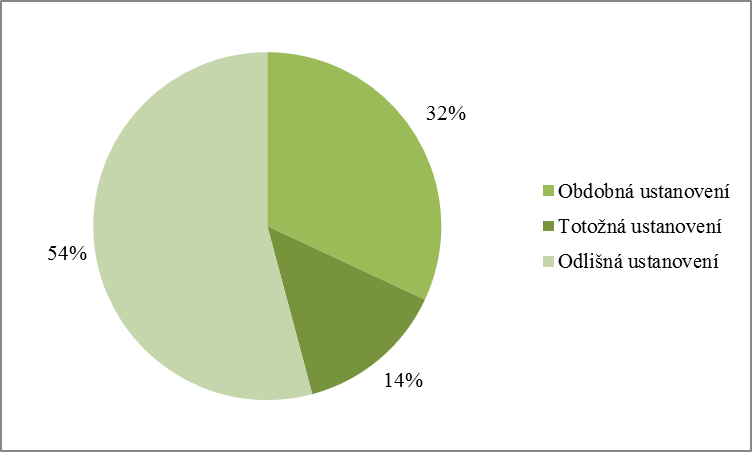 32%
Obdobná ustanovení
Totožná ustanovení
54%
Odlišná ustanovení
14%